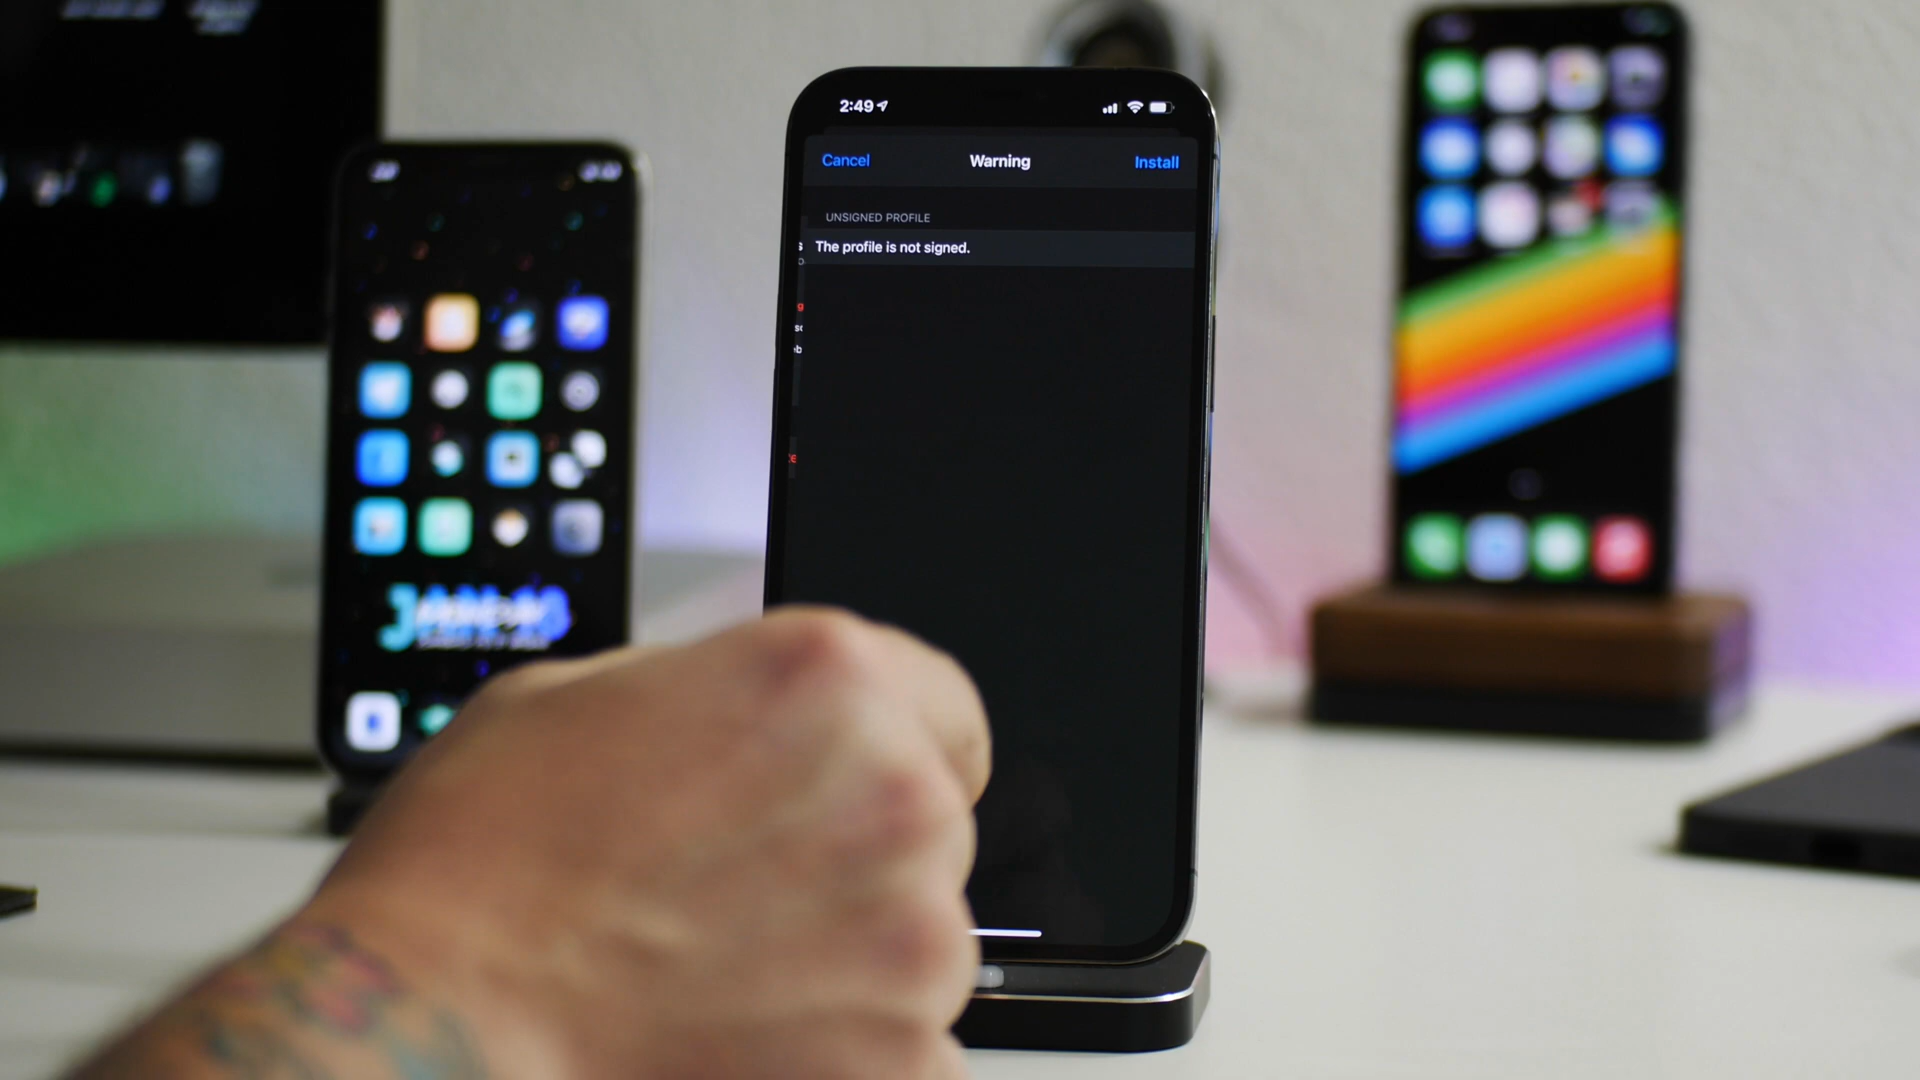 2:49
Cancel
Warning
Install
UNSIGNED PROFILE
The profile is not signed.